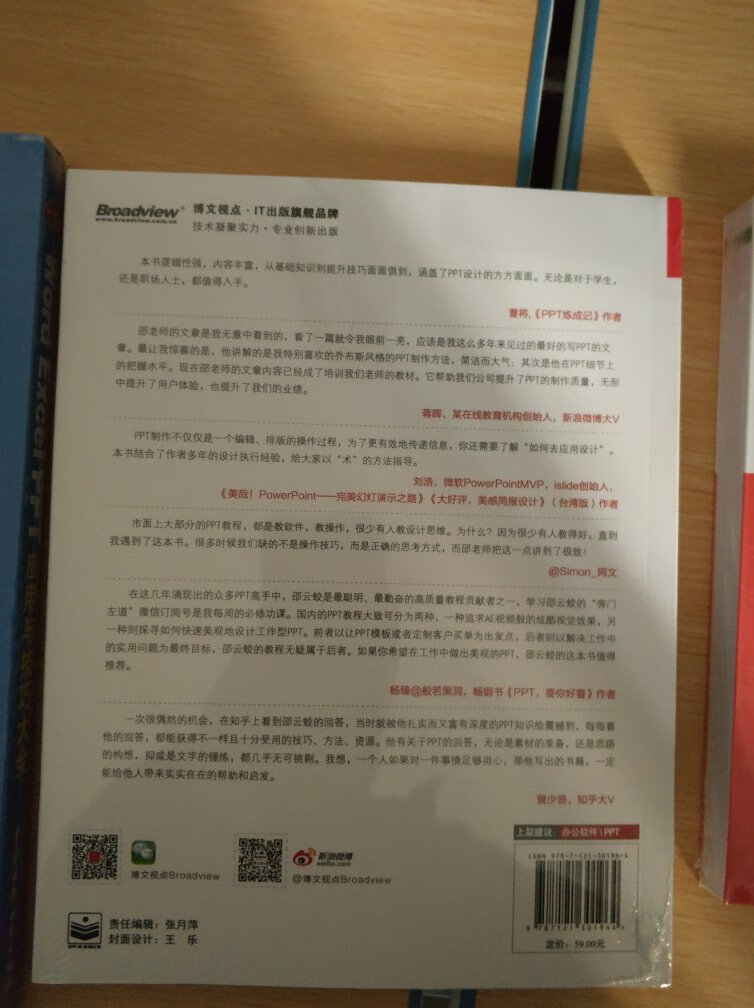 Broadview
www.broadview.com.cn
博文视点·IT出版旗舰品牌
技术凝聚实力·专业创新出版
本书逻辑性强，内容丰富，从基础知识到提升技巧面面俱到，涵盖了PPT设计的方方面面。无论是对于学生，
还是职场人士，都值得入手。
曹将，《PPT炼成记》作者
邵老师的文章是我无意中看到的，看了一篇就令我眼前一亮，应该是我这么多年来见过的最好的写PPT的文
章。最让我惊喜的是，他讲解的是我特别喜欢的乔布斯风格的PPT制作方法，简洁而大气；其次是他在PPT细节上
的把握水平。现在邵老师的文章内容已经成了培训我们老师的教材。它帮助我们公司提升了PPT的制作质量，无形
中提升了用户体验，也提升了我们的业绩。
蒋晖，某在线教育机构创始人，新浪微博大V
PPT制作不仅仅是一个编辑、排版的操作过程，为了更有效地传递信息，你还需要了解“如何去应用设计”。
本书结合了作者多年的设计执行经验，给大家以“术”的方法指导。
刘浩，微软PowerPointMVP，islide创始人，
《美哉！PowerPoint——完美幻灯演示之路》《大好评，美感简报设计》（台湾版）作者
市面上大部分的PPT教程，都是教软件，教操作，很少有人教设计思维。为什么？因为很少有人教得好，直到
我遇到了这本书。很多时候我们缺的不是操作技巧，而是正确的思考方式，而邵老师把这一点讲到了极致！
@Simon_阿文
在这几年涌现出的众多PPT高手中，邵云蛟是最聪明、最勤奋的高质量教程贡献者之一，学习邵云蛟的“旁门
左道”微信订阅号是我每周的必修功课。国内的PPT教程大致可分为两种，一种追求AE视频般的炫酷视觉效果，另
一种则探寻如何快速美观地设计工作型PPT。前者以让PPT模板或者定制客户买单为出发点，后者则以解决工作中
的实用问题为最终目标，邵云蛟的教程无疑属于后者。如果你希望在工作中做出美观的PPT，邵云蛟的这本书值得
推荐。
杨臻@般若黑洞，畅销书《PPT，要你好看》作者
一次很偶然的机会，在知乎上看到邵云蛟的回答，当时就被他扎实而又富有深度的PPT知识给震撼到，每每看
他的回答，都能获得不一样且十分受用的技巧、方法、资源。他有关于PPT的回答，无论是素材的准备，还是思路
的构想，抑或是文字的锤炼，都几乎无可挑剔。我想，一个人如果对一件事情足够用心，那他写出的书籍，一定
能给他人带来实实在在的帮助和启发。
曾少贤，知乎大V
博文视点Broadview
新浪微博
weibo.com
@博文视点Broadview
责任编辑：张月萍
封面设计：王 乐
上架建议：办公软件\PPT
ISBN 978-7-121-30196-4
9 787121 301964 >
定价：59.00元
Word Excel PPT